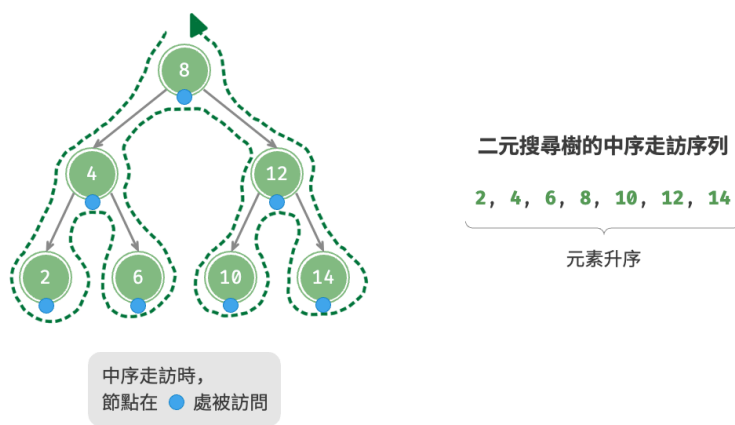 8
4
12
2
6
10
14
中序走訪時，
節點在 處被訪問
二元搜尋樹的中序走訪序列
2, 4, 6, 8, 10, 12, 14
元素升序